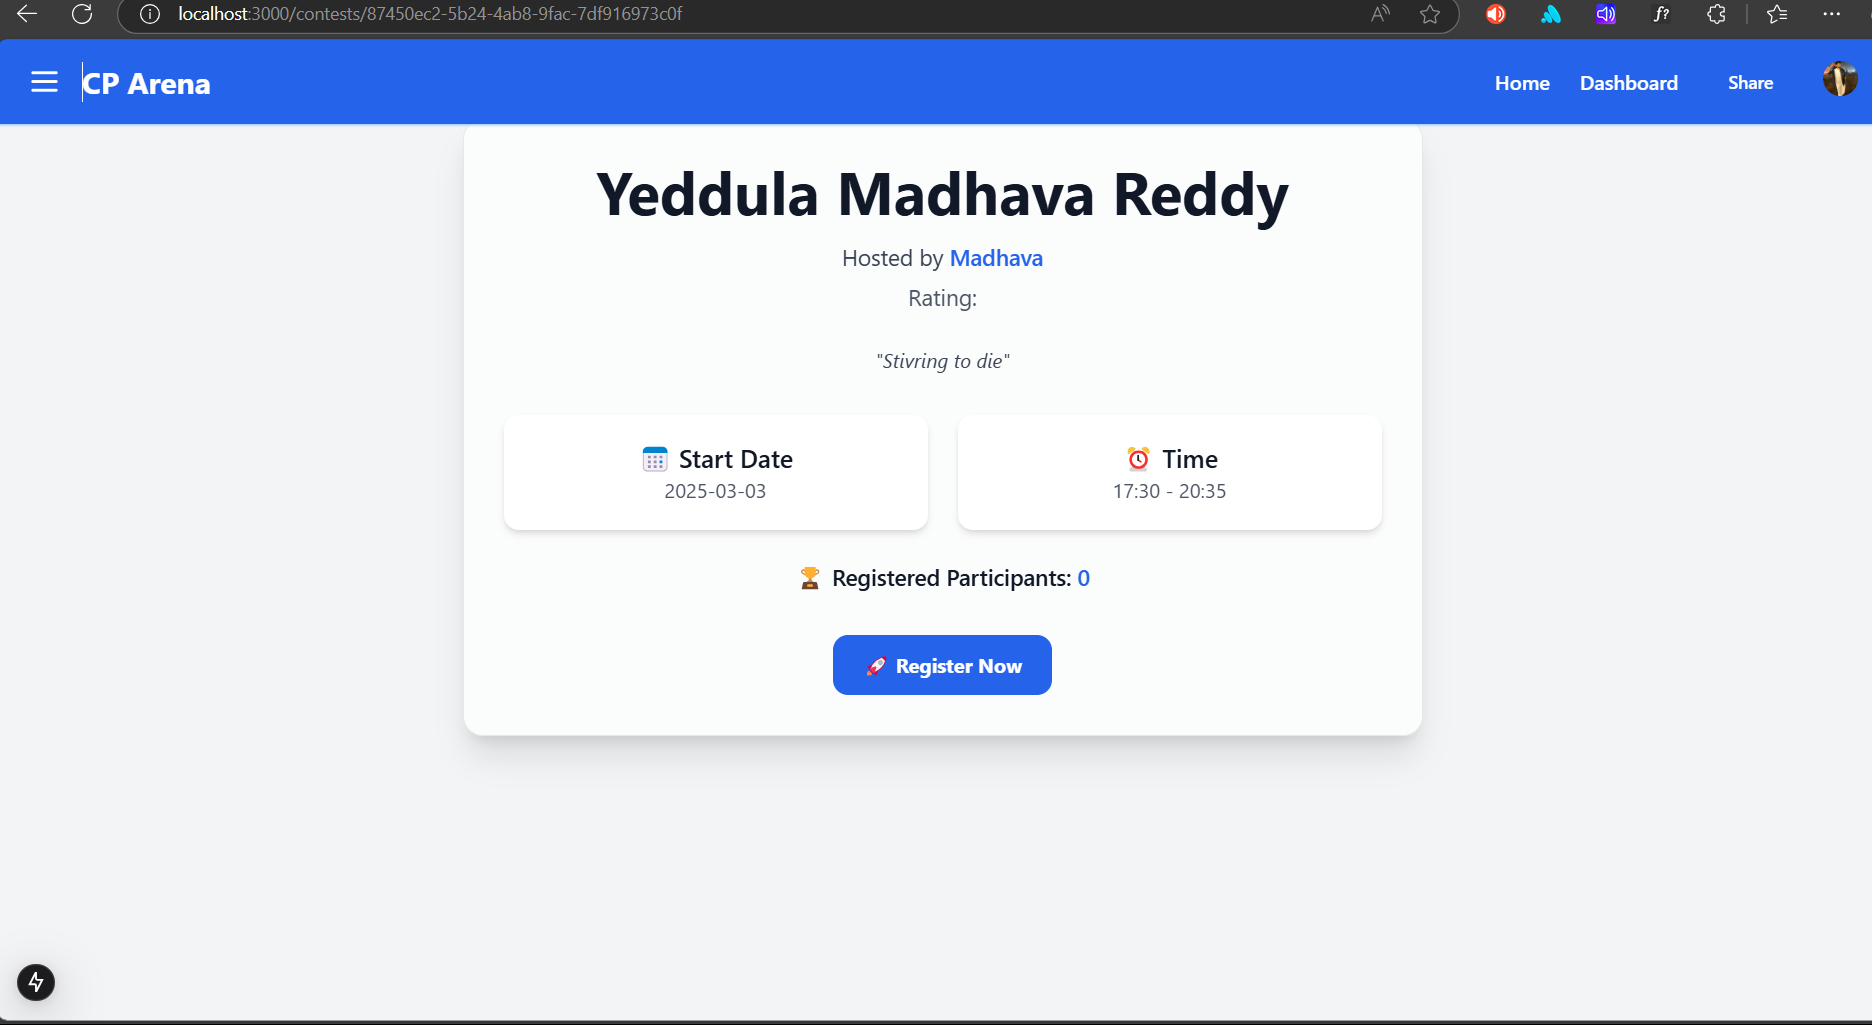 localhost:3000/contests/87450ec2-5b24-4ab8-9fac-7df916973c0f
CP Arena
Home Dashboard Share
Yeddula Madhava Reddy
Hosted by Madhava
Rating:
"Stivring to die"
Start Date
2025-03-03
Time
17:30 - 20:35
Registered Participants: 0
Register Now